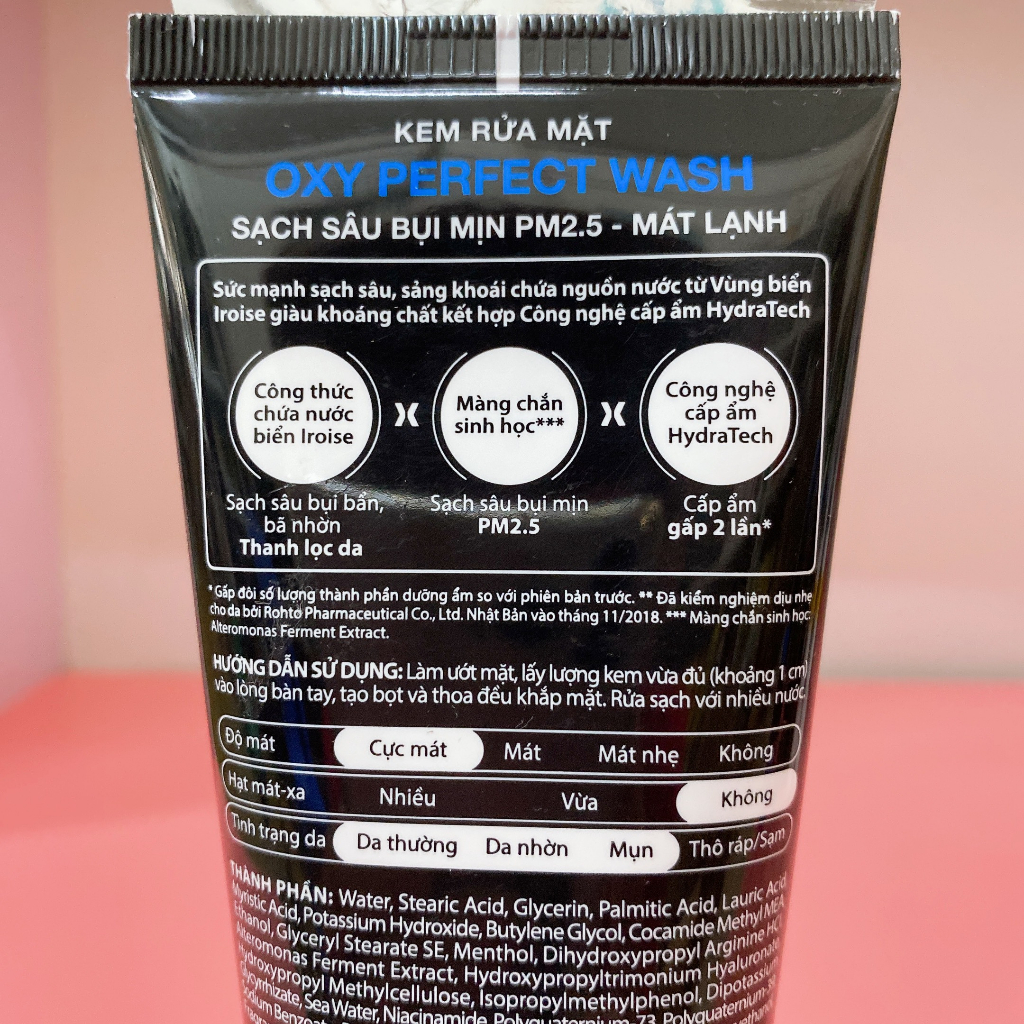 KEM RỬA MẶT
OXY PERFECT WASH
SẠCH SÂU BỤI MỊN PM2.5 - MÁT LẠNH
Sức mạnh sạch sâu, sảng khoái chứa nguồn nước từ Vùng biển
Iroise giàu khoáng chất kết hợp Công nghệ cấp ẩm HydraTech
Công thức
chứa nước
biển Iroise
Màng chắn
sinh học***
Công nghệ
cấp ẩm
HydraTech
Sạch sâu bụi bẩn,
bã nhờn
Thanh lọc da
Sạch sâu bụi mịn
PM2.5
Cấp ẩm
gấp 2 lần*
* Gấp đôi số lượng thành phần dưỡng ẩm so với phiên bản trước. ** Đã kiểm nghiệm dịu nhẹ
cho da bởi Rohto Pharmaceutical Co., Ltd. Nhật Bản vào tháng 11/2018. *** Màng chắn sinh học:
Alteromonas Ferment Extract.
HƯỚNG DẪN SỬ DỤNG: Làm ướt mặt, lấy lượng kem vừa đủ (khoảng 1 cm)
vào lòng bàn tay, tạo bọt và thoa đều khắp mặt. Rửa sạch với nhiều nước.
Độ mát Cực mát Mát Mát nhẹ Không
Hạt mát-xa Nhiều Vừa Không
Tình trạng da Da thường Da nhờn Mụn Thô ráp/Sạm
THÀNH PHẦN: Water, Stearic Acid, Glycerin, Palmitic Acid, Lauric Acid,
Myristic Acid, Potassium Hydroxide, Butylene Glycol, Cocamide Methyl MEA,
Ethanol, Glyceryl Stearate SE, Menthol, Dihydroxypropyl Arginine HCl,
Alteromonas Ferment Extract, Hydroxypropyltrimonium Hyaluronate,
Hydroxypropyl Methylcellulose, Isopropylmethylphenol, Dipotassium
Glycyrrhizate, Sea Water, Niacinamide, Polyquaternium-73,